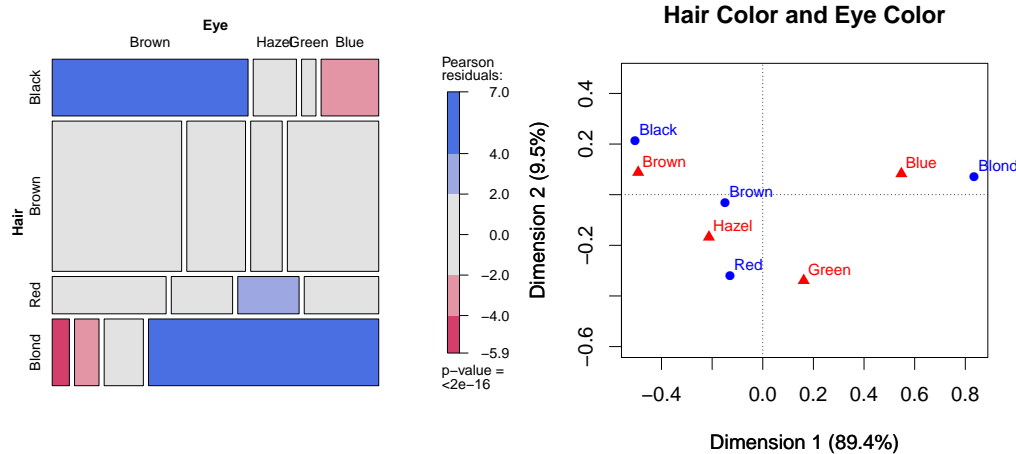 Eye
Brown
Hazel
Green
Blue
Hair
Black
Brown
Red
Blond
Pearson
residuals:
7.0
4.0
2.0
0.0
−2.0
−4.0
−5.9
p−value =
<2e−16
Hair Color and Eye Color
Dimension 2 (9.5%)
0.4
0.2
−0.2
−0.6
Black
Brown
Blue
Blond
Brown
Hazel
Red
Green
−0.4
0.0
0.2
0.4
0.6
0.8
Dimension 1 (89.4%)